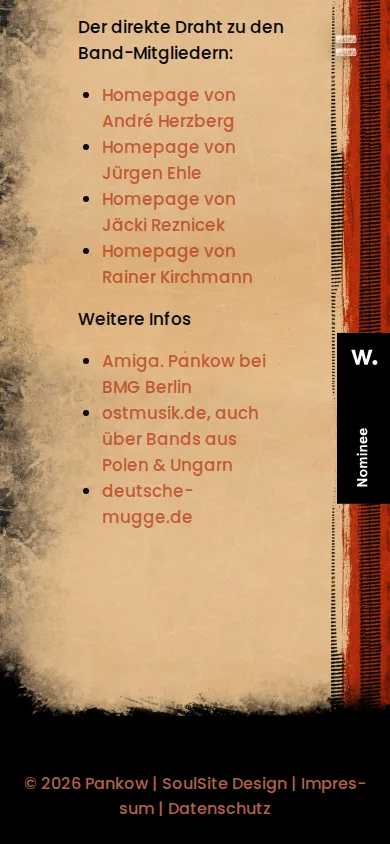 Der direkte Draht zu den
Band-Mitgliedern:
Homepage von
André Herzberg
Homepage von
Jürgen Ehle
Homepage von
Jäcki Reznicek
Homepage von
Rainer Kirchmann
Weitere Infos
Amiga. Pankow bei
BMG Berlin
ostmusik.de, auch
über Bands aus
Polen & Ungarn
deutsche-
mugge.de
W.
Nominee
© 2026 Pankow | SoulSite Design | Impres-
sum | Datenschutz